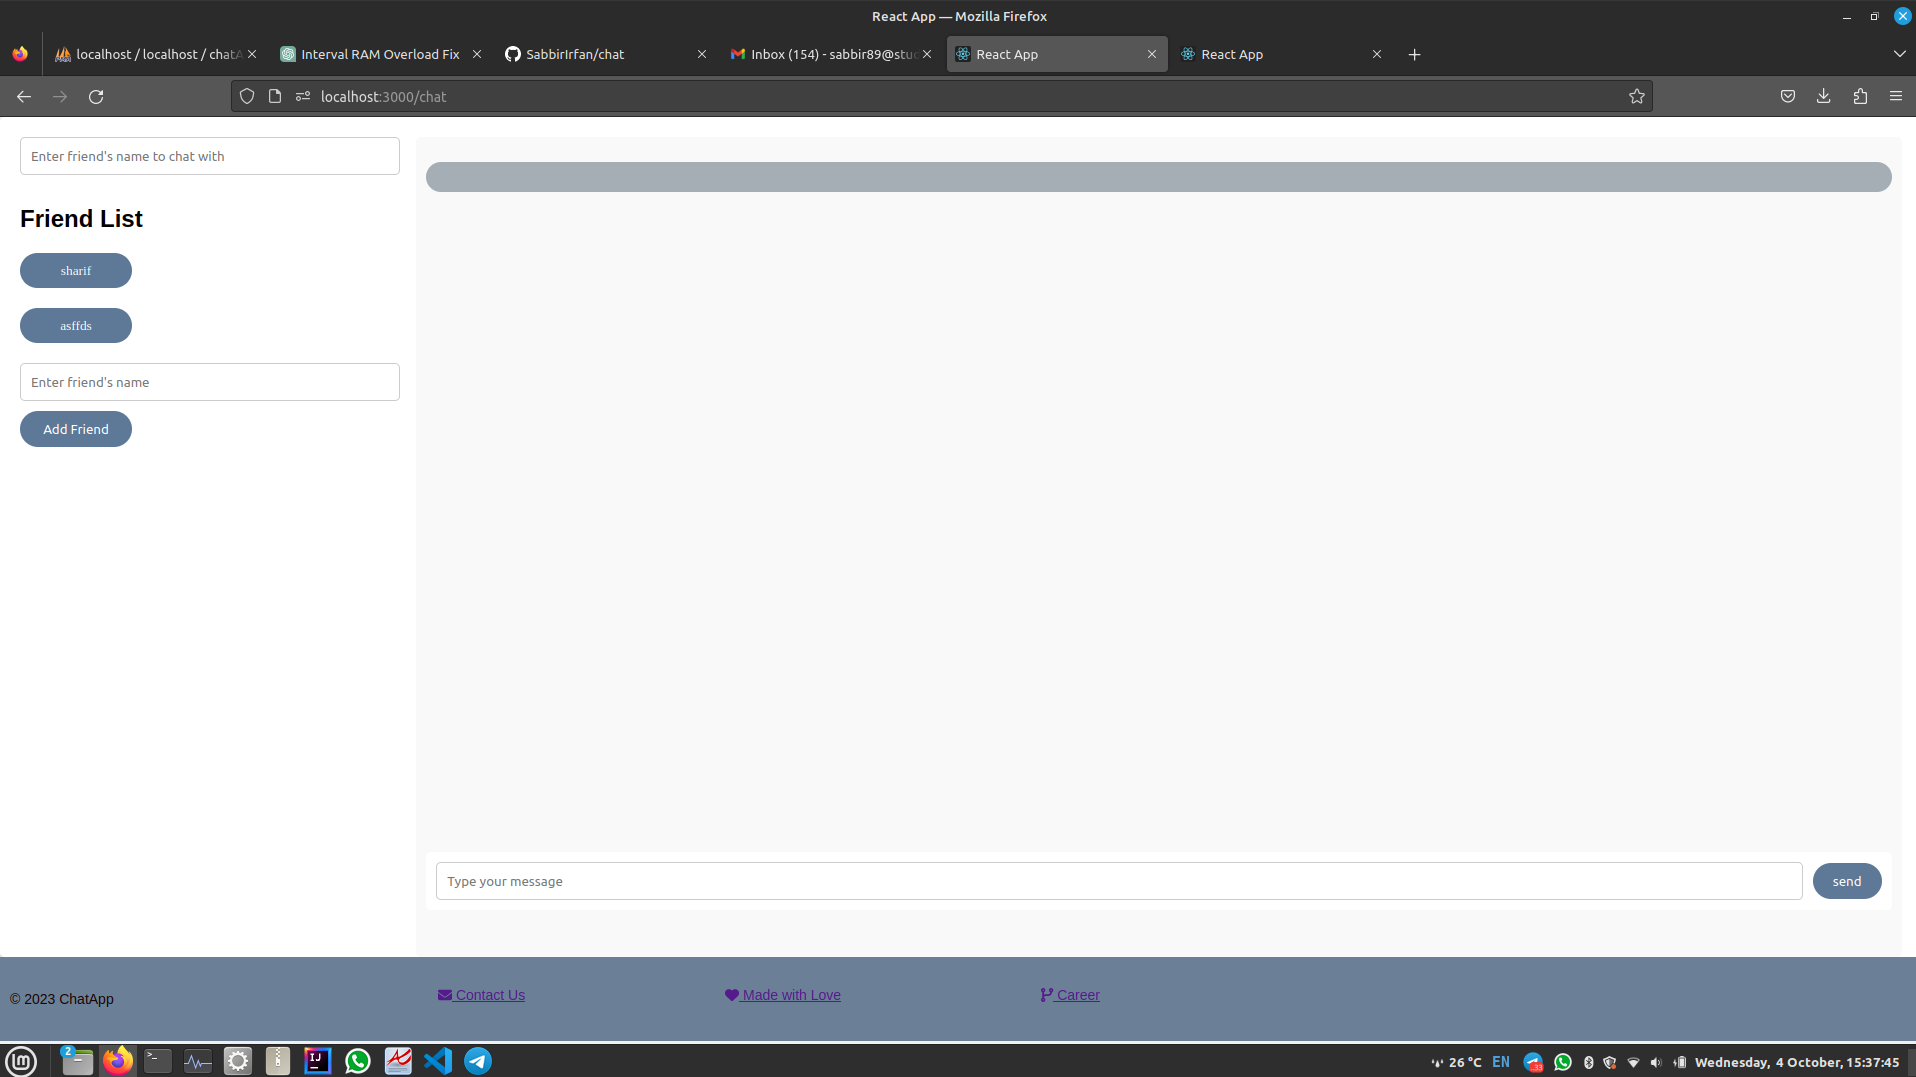 React App — Mozilla Firefox
localhost / localhost / chatA
Interval RAM Overload Fix
SabbirIrfan/chat
Inbox (154) - sabbir89@stu
React App
React App
localhost:3000/chat
Enter friend's name to chat with
Friend List
sharif
asffds
Enter friend's name
Add Friend
Type your message
send
© 2023 ChatApp
Contact Us
Made with Love
Career
2
26 °C
EN
Wednesday, 4 October, 15:37:45